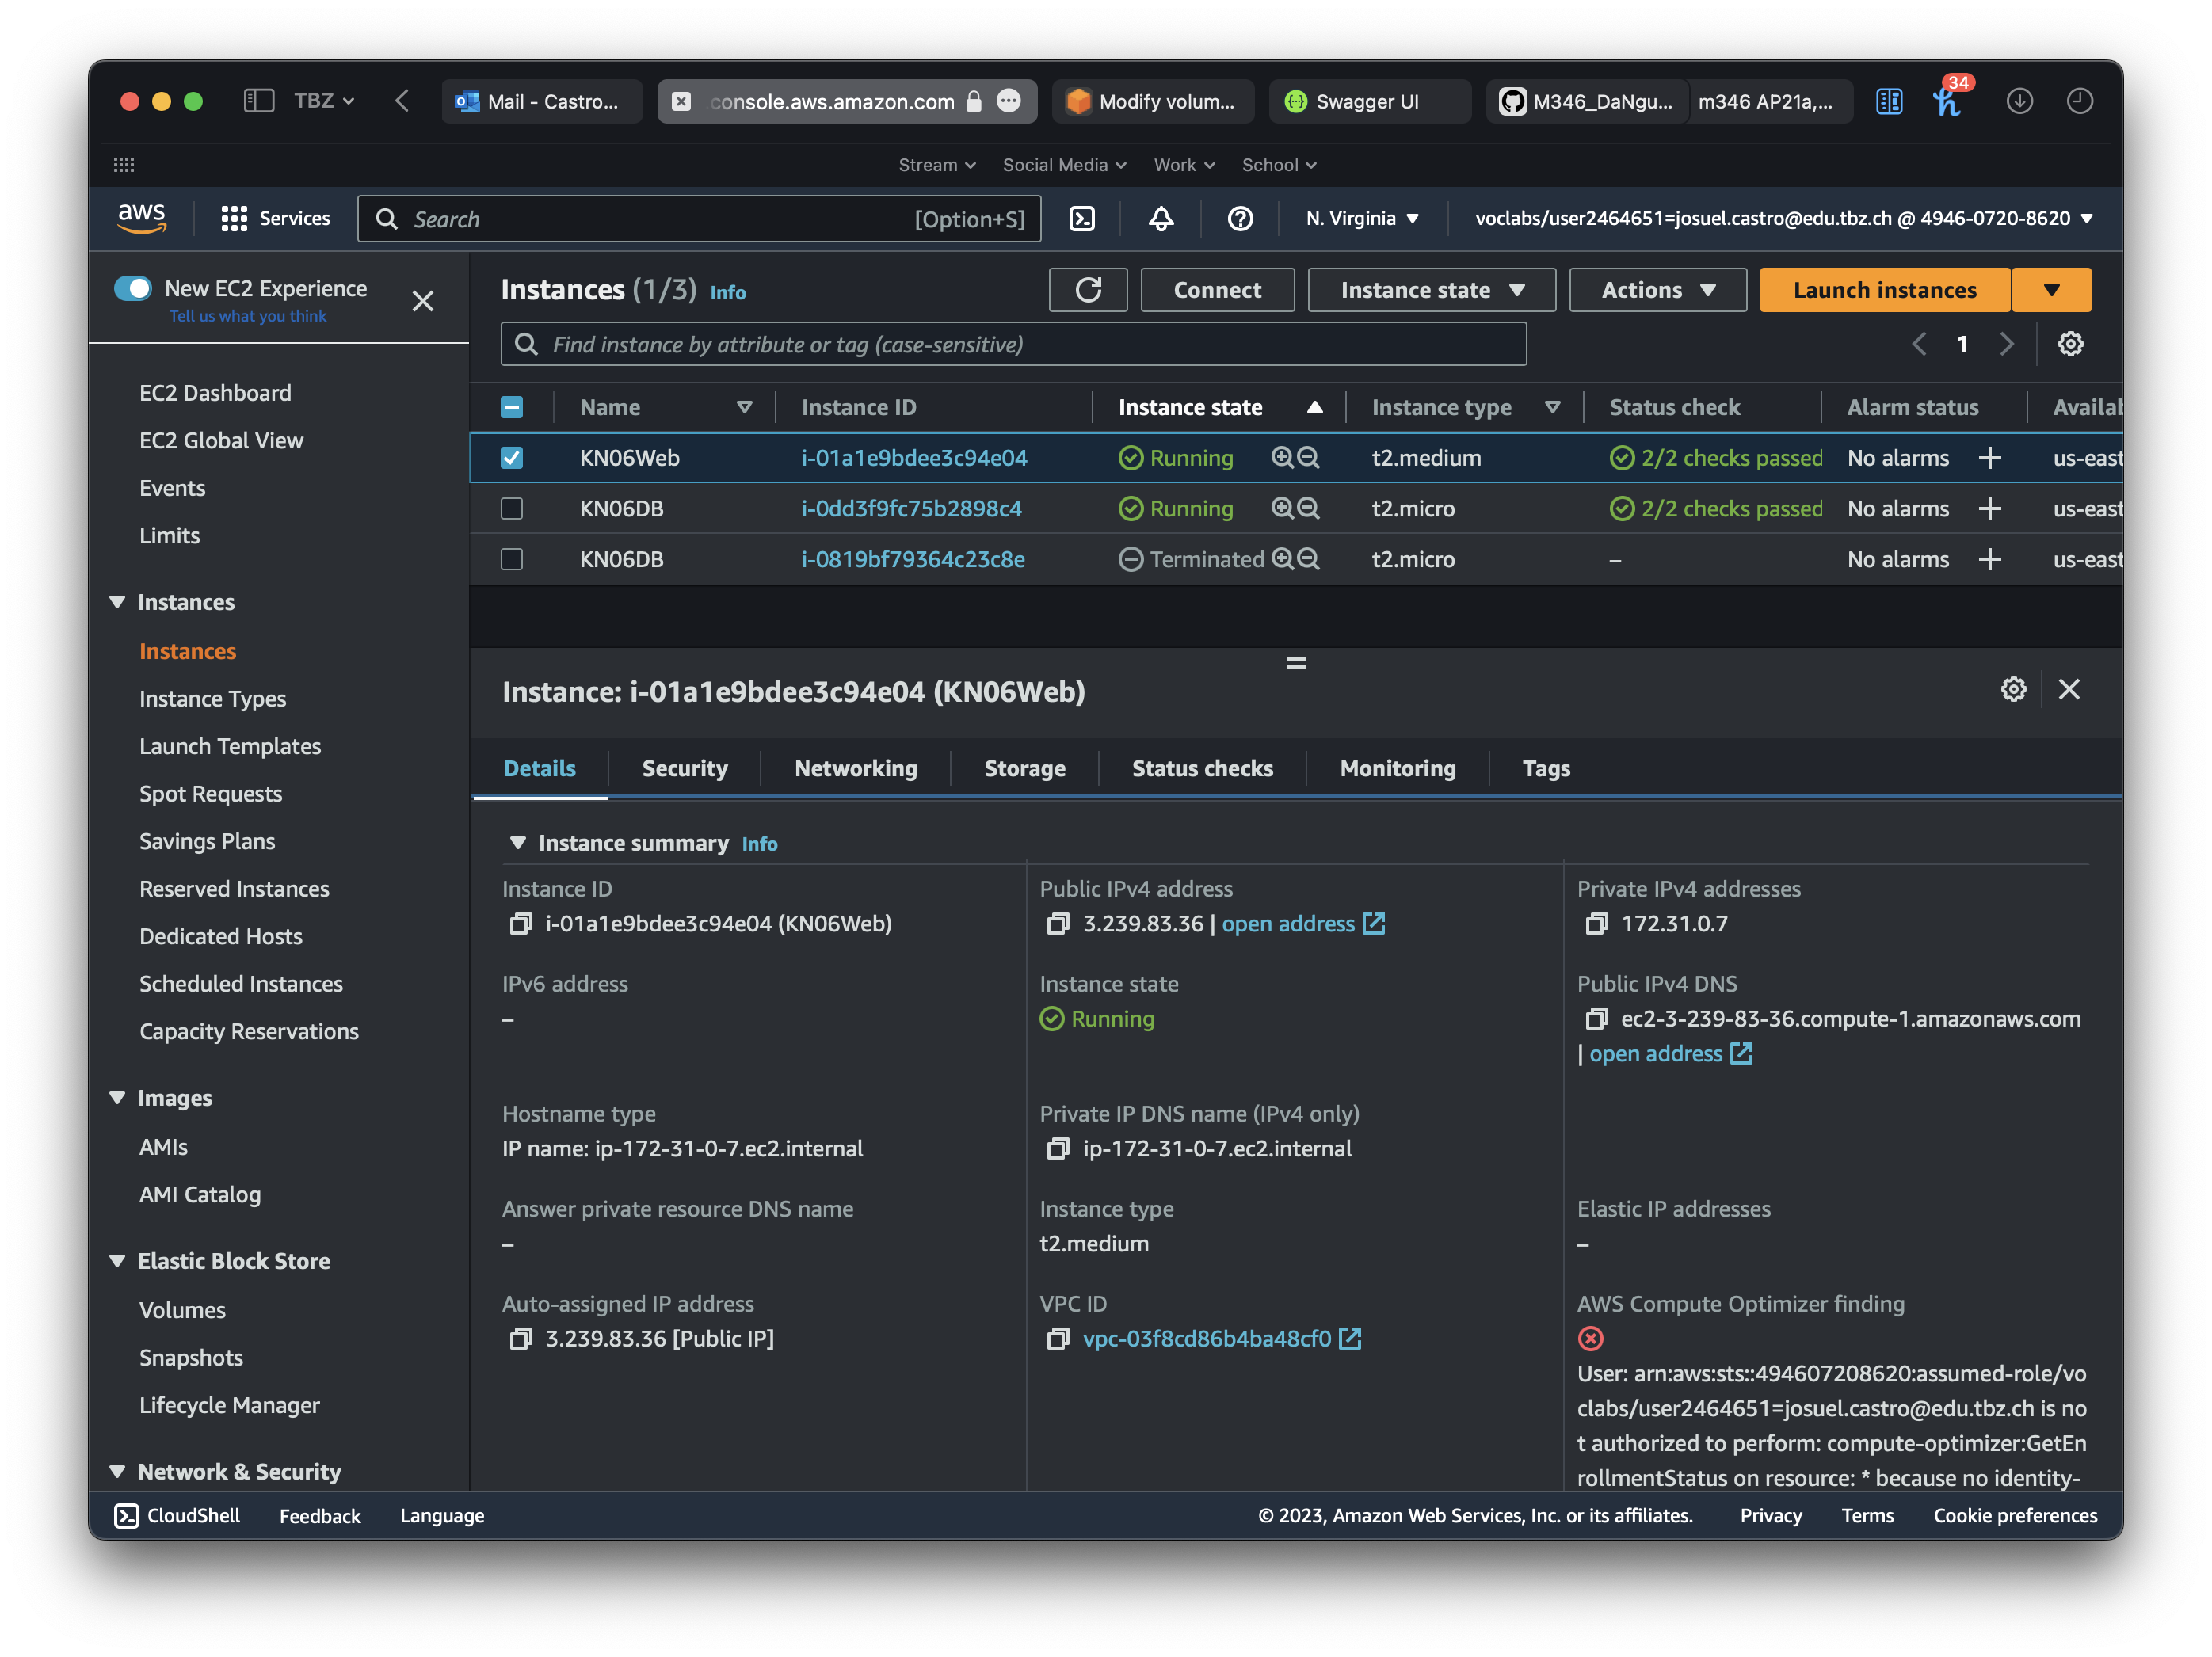 TBZ
Mail - Castro...
console.aws.amazon.com
Modify volum...
Swagger UI
M346_DaNgu...
m346 AP21a,...
34
Stream
Social Media
Work
School
aws
Services
Search
[Option+S]
N. Virginia
voclabs/user2464651=josuel.castro@edu.tbz.ch @ 4946-0720-8620
New EC2 Experience
Tell us what you think
EC2 Dashboard
EC2 Global View
Events
Limits
Instances
Instances
Instance Types
Launch Templates
Spot Requests
Savings Plans
Reserved Instances
Dedicated Hosts
Scheduled Instances
Capacity Reservations
Images
AMIs
AMI Catalog
Elastic Block Store
Volumes
Snapshots
Lifecycle Manager
Network & Security
Instances (1/3) Info
Connect
Instance state
Actions
Launch instances
Find instance by attribute or tag (case-sensitive)
1
Name Instance ID Instance state Instance type Status check Alarm status Availab
KN06Web i-01a1e9bdee3c94e04 Running t2.medium 2/2 checks passed No alarms + us-east
KN06DB i-0dd3f9fc75b2898c4 Running t2.micro 2/2 checks passed No alarms + us-east
KN06DB i-0819bf79364c23c8e Terminated t2.micro – No alarms + us-east
Instance: i-01a1e9bdee3c94e04 (KN06Web)
Details Security Networking Storage Status checks Monitoring Tags
Instance summary Info
Instance ID
i-01a1e9bdee3c94e04 (KN06Web)
Public IPv4 address
3.239.83.36 | open address
Private IPv4 addresses
172.31.0.7
IPv6 address
–
Instance state
Running
Public IPv4 DNS
ec2-3-239-83-36.compute-1.amazonaws.com
| open address
Hostname type
IP name: ip-172-31-0-7.ec2.internal
Private IP DNS name (IPv4 only)
ip-172-31-0-7.ec2.internal
Answer private resource DNS name
–
Instance type
t2.medium
Elastic IP addresses
–
Auto-assigned IP address
3.239.83.36 [Public IP]
VPC ID
vpc-03f8cd86b4ba48cf0
AWS Compute Optimizer finding
User: arn:aws:sts::494607208620:assumed-role/vo
clabs/user2464651=josuel.castro@edu.tbz.ch is no
t authorized to perform: compute-optimizer:GetEn
rollmentStatus on resource: * because no identity-
CloudShell
Feedback
Language
© 2023, Amazon Web Services, Inc. or its affiliates.
Privacy
Terms
Cookie preferences